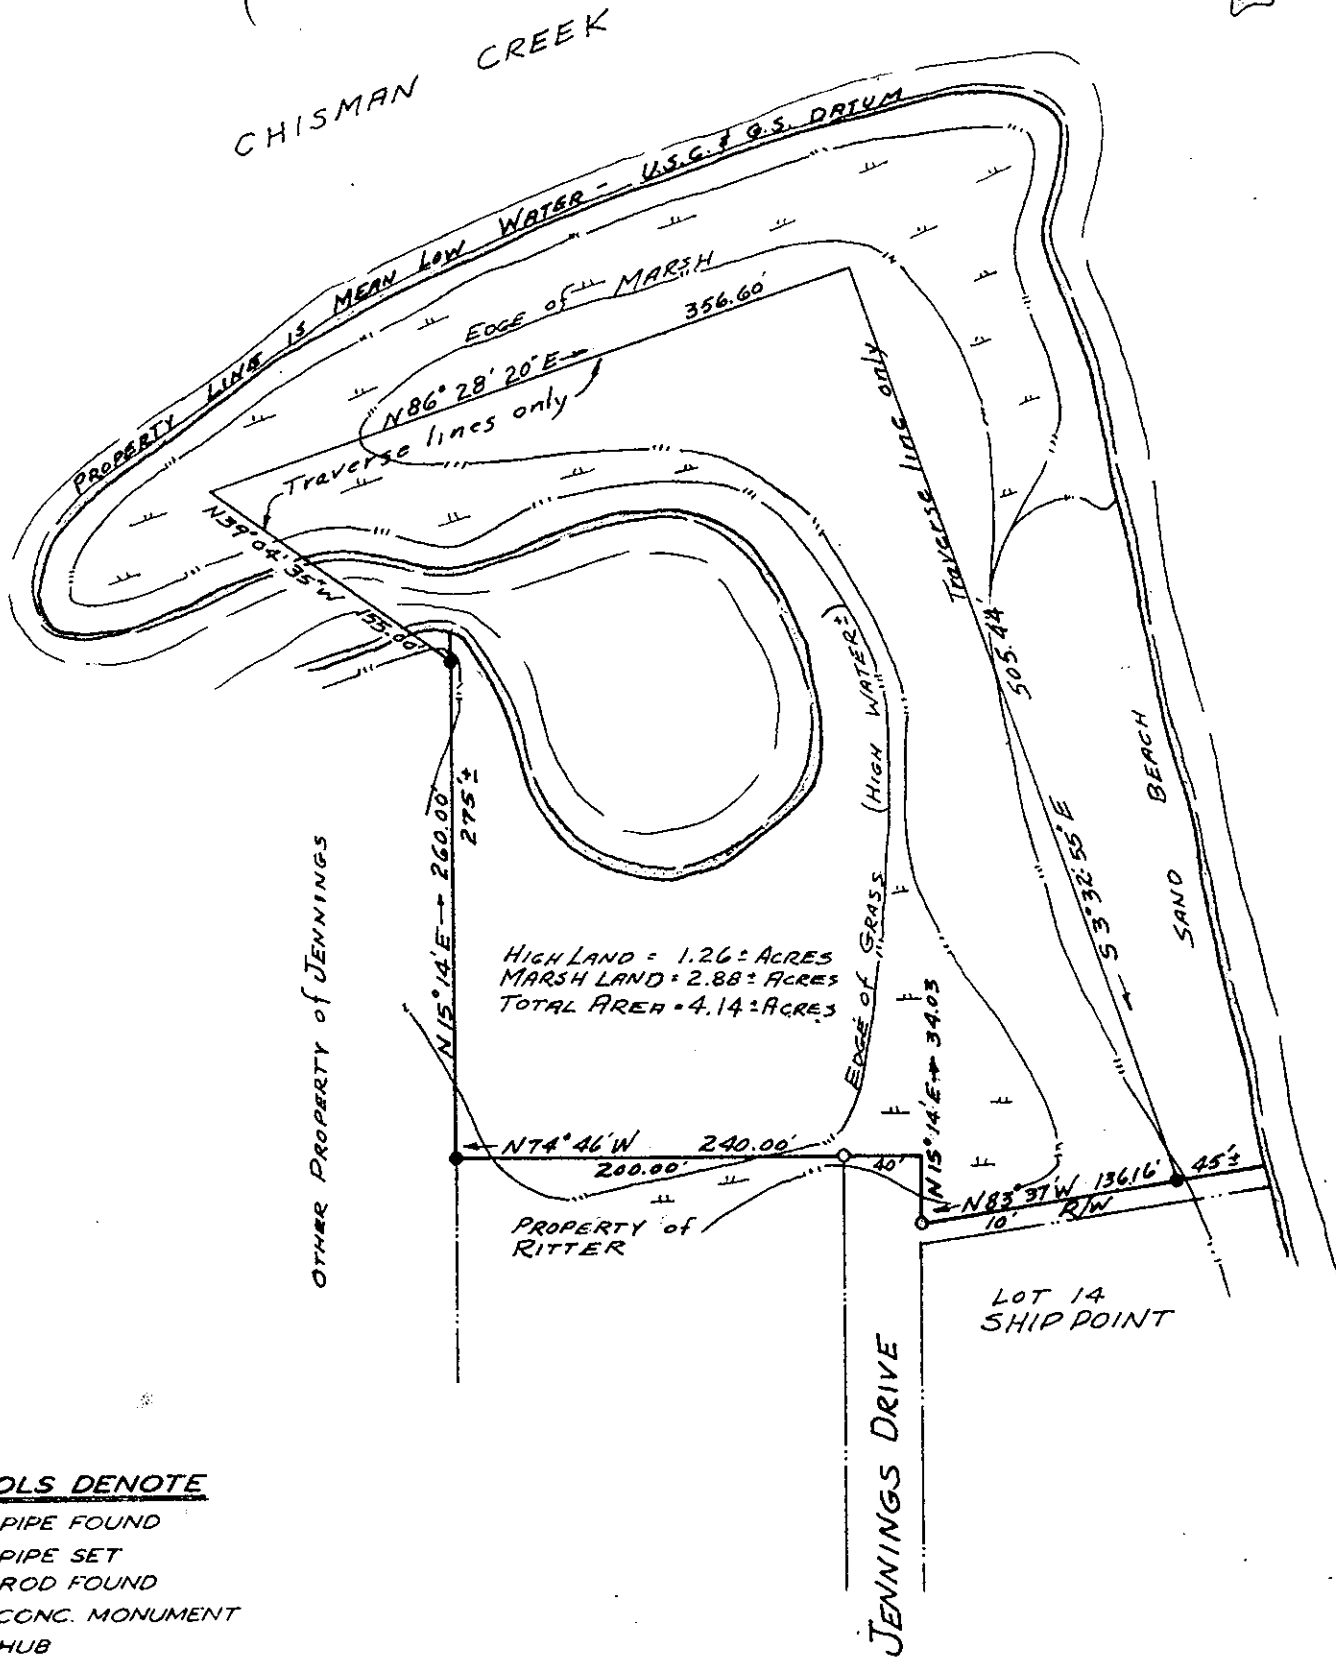 CHISMAN CREEK
PROPERTY LINE IS MEAN LOW WATER - U.S.C. & G.S. DATUM
EDGE of MARSH
356.60'
N86° 28' 20" E
Traverse lines only
N39° 04' 35" W 155.00'
Traverse line only
505.44'
S 3° 32' 55" E
SAND BEACH
EDGE of GRASS (HIGH WATER±)
N15° 14' E 260.00'
275'±
OTHER PROPERTY of JENNINGS
HIGH LAND = 1.26± ACRES
MARSH LAND = 2.88± ACRES
TOTAL AREA = 4.14± ACRES
N15° 14' E 34.03
N74° 46' W 240.00'
200.00'
40'
N83° 37' W 136.16' 45'±
10' R/W
PROPERTY of
RITTER
LOT 14
SHIP POINT
JENNINGS DRIVE
OLS DENOTE
PIPE FOUND
PIPE SET
ROD FOUND
CONC. MONUMENT
HUB